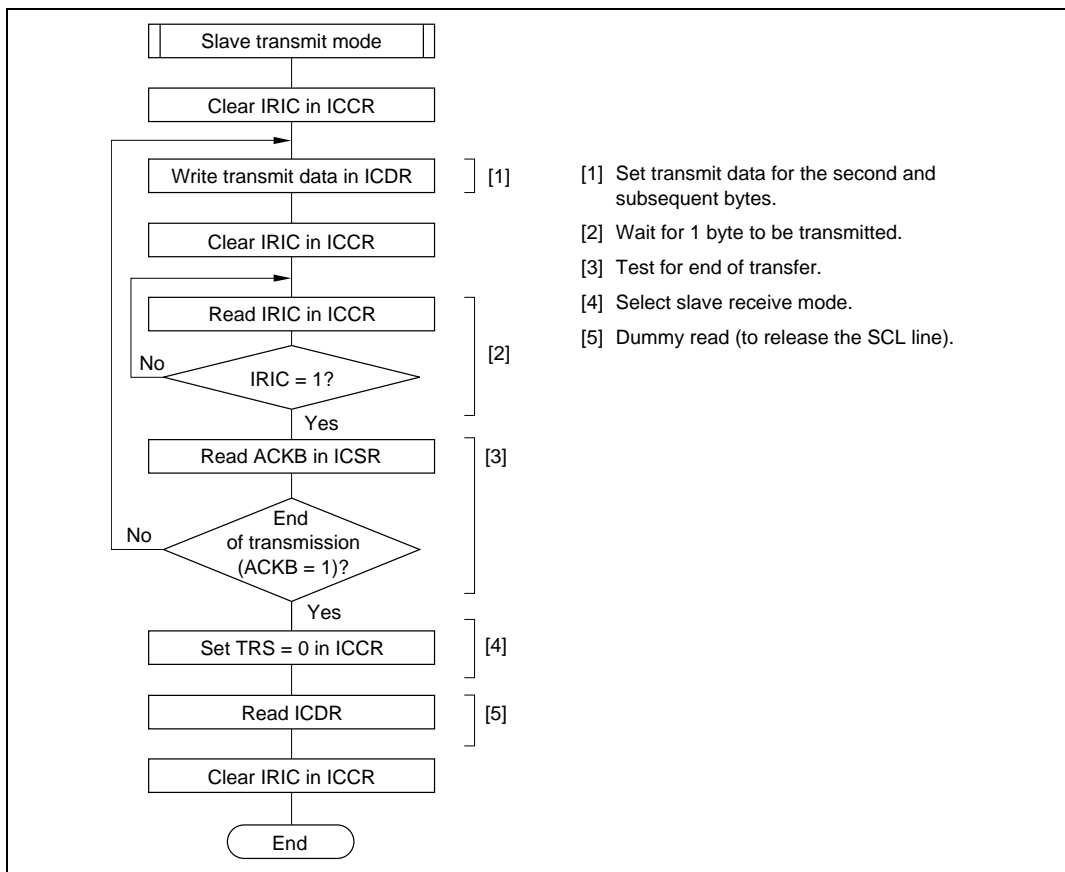 Slave transmit mode
Clear IRIC in ICCR
Write transmit data in ICDR
[1]
Clear IRIC in ICCR
Read IRIC in ICCR
[2]
No
IRIC = 1?
Yes
Read ACKB in ICSR
[3]
No
End
of transmission
(ACKB = 1)?
Yes
Set TRS = 0 in ICCR
[4]
Read ICDR
[5]
Clear IRIC in ICCR
End
[1] Set transmit data for the second and
subsequent bytes.
[2] Wait for 1 byte to be transmitted.
[3] Test for end of transfer.
[4] Select slave receive mode.
[5] Dummy read (to release the SCL line).